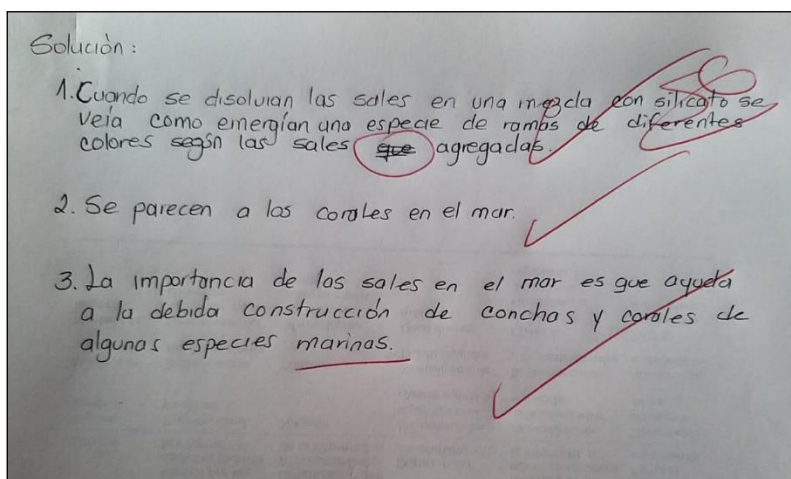 Solución:
1. Cuando se disolvian las sales en una mezcla con silicato se
veía como emergían una especie de ramas de diferentes
colores según las sales que agregadas.
2. Se parecen a los corales en el mar.
3. La importancia de las sales en el mar es que ayuda
a la debida construcción de conchas y corales de
algunas especies marinas.